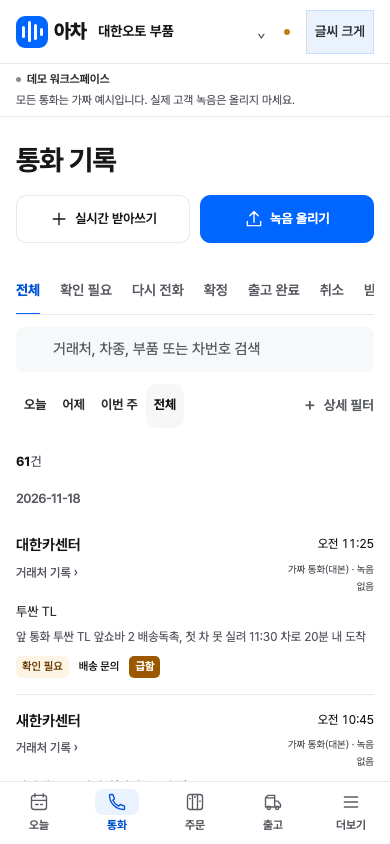 아차 대한오토 부품 글씨 크게
데모 워크스페이스
모든 통화는 가짜 예시입니다. 실제 고객 녹음은 올리지 마세요.
통화 기록
실시간 받아쓰기 녹음 올리기
전체 확인 필요 다시 전화 확정 출고 완료 취소
거래처, 차종, 부품 또는 차번호 검색
오늘 어제 이번 주 전체 + 상세 필터
61건
2026-11-18
대한카센터 오전 11:25
거래처 기록 › 가짜 통화(대본) · 녹음
없음
투싼 TL
앞 통화 투싼 TL 앞쇼바 2 배송독촉, 첫 차 못 실려 11:30 차로 20분 내 도착
확인 필요 배송 문의 급함
새한카센터 오전 10:45
거래처 기록 › 가짜 통화(대본) · 녹음
없음
오늘 통화 주문 출고 더보기